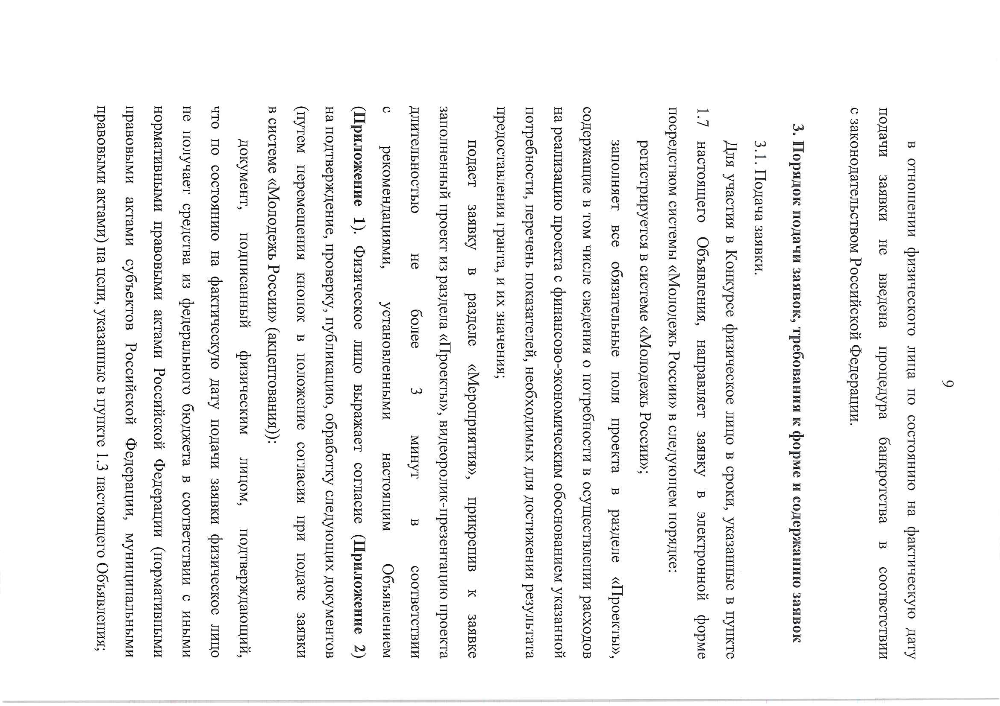 9
в отношении физического лица по состоянию на фактическую дату
подачи заявки не введена процедура банкротства в соответствии
с законодательством Российской Федерации.
3. Порядок подачи заявок, требования к форме и содержанию заявок
3.1. Подача заявки.
Для участия в Конкурсе физическое лицо в сроки, указанные в пункте
1.7 настоящего Объявления, направляет заявку в электронной форме
посредством системы «Молодежь России» в следующем порядке:
регистрируется в системе «Молодежь России»;
заполняет все обязательные поля проекта в разделе «Проекты»,
содержащие в том числе сведения о потребности в осуществлении расходов
на реализацию проекта с финансово-экономическим обоснованием указанной
потребности, перечень показателей, необходимых для достижения результата
предоставления гранта, и их значения;
подает заявку в разделе «Мероприятия», прикрепив к заявке
заполненный проект из раздела «Проекты», видеоролик-презентацию проекта
длительностью не более 3 минут в соответствии
с рекомендациями, установленными настоящим Объявлением
(Приложение 1). Физическое лицо выражает согласие (Приложение 2)
на подтверждение, проверку, публикацию, обработку следующих документов
(путем перемещения кнопок в положение согласия при подаче заявки
в системе «Молодежь России» (акцептования)):
документ, подписанный физическим лицом, подтверждающий,
что по состоянию на фактическую дату подачи заявки физическое лицо
не получает средства из федерального бюджета в соответствии с иными
нормативными правовыми актами Российской Федерации (нормативными
правовыми актами субъектов Российской Федерации, муниципальными
правовыми актами) на цели, указанные в пункте 1.3 настоящего Объявления;